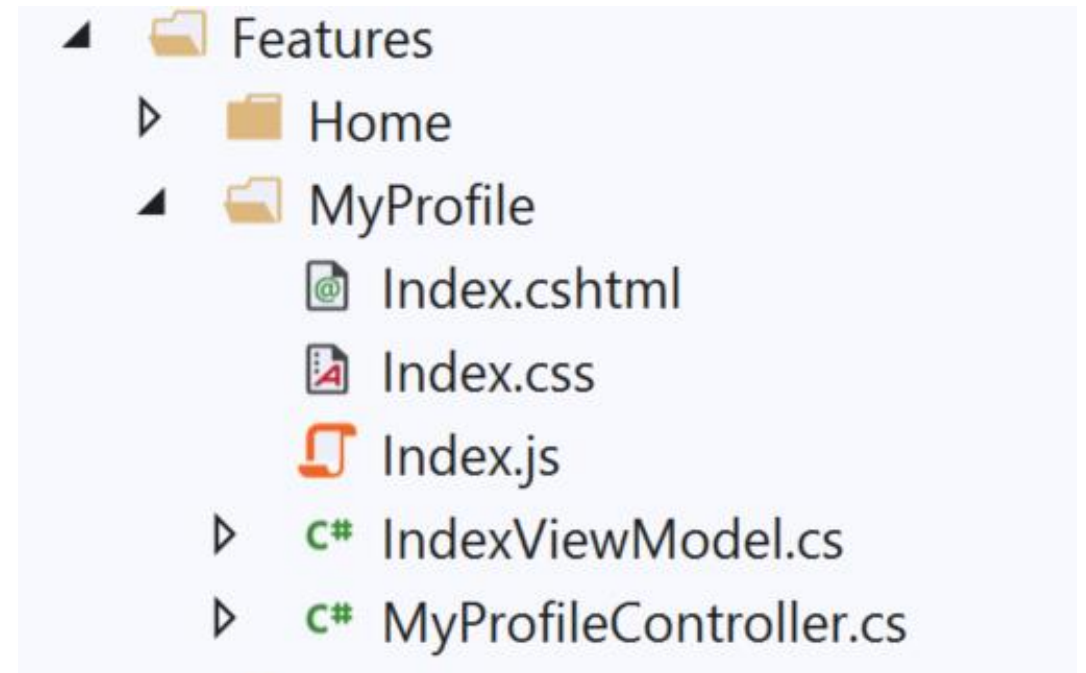 Features
Home
MyProfile
Index.cshtml
Index.css
Index.js
C# IndexViewModel.cs
C# MyProfileController.cs